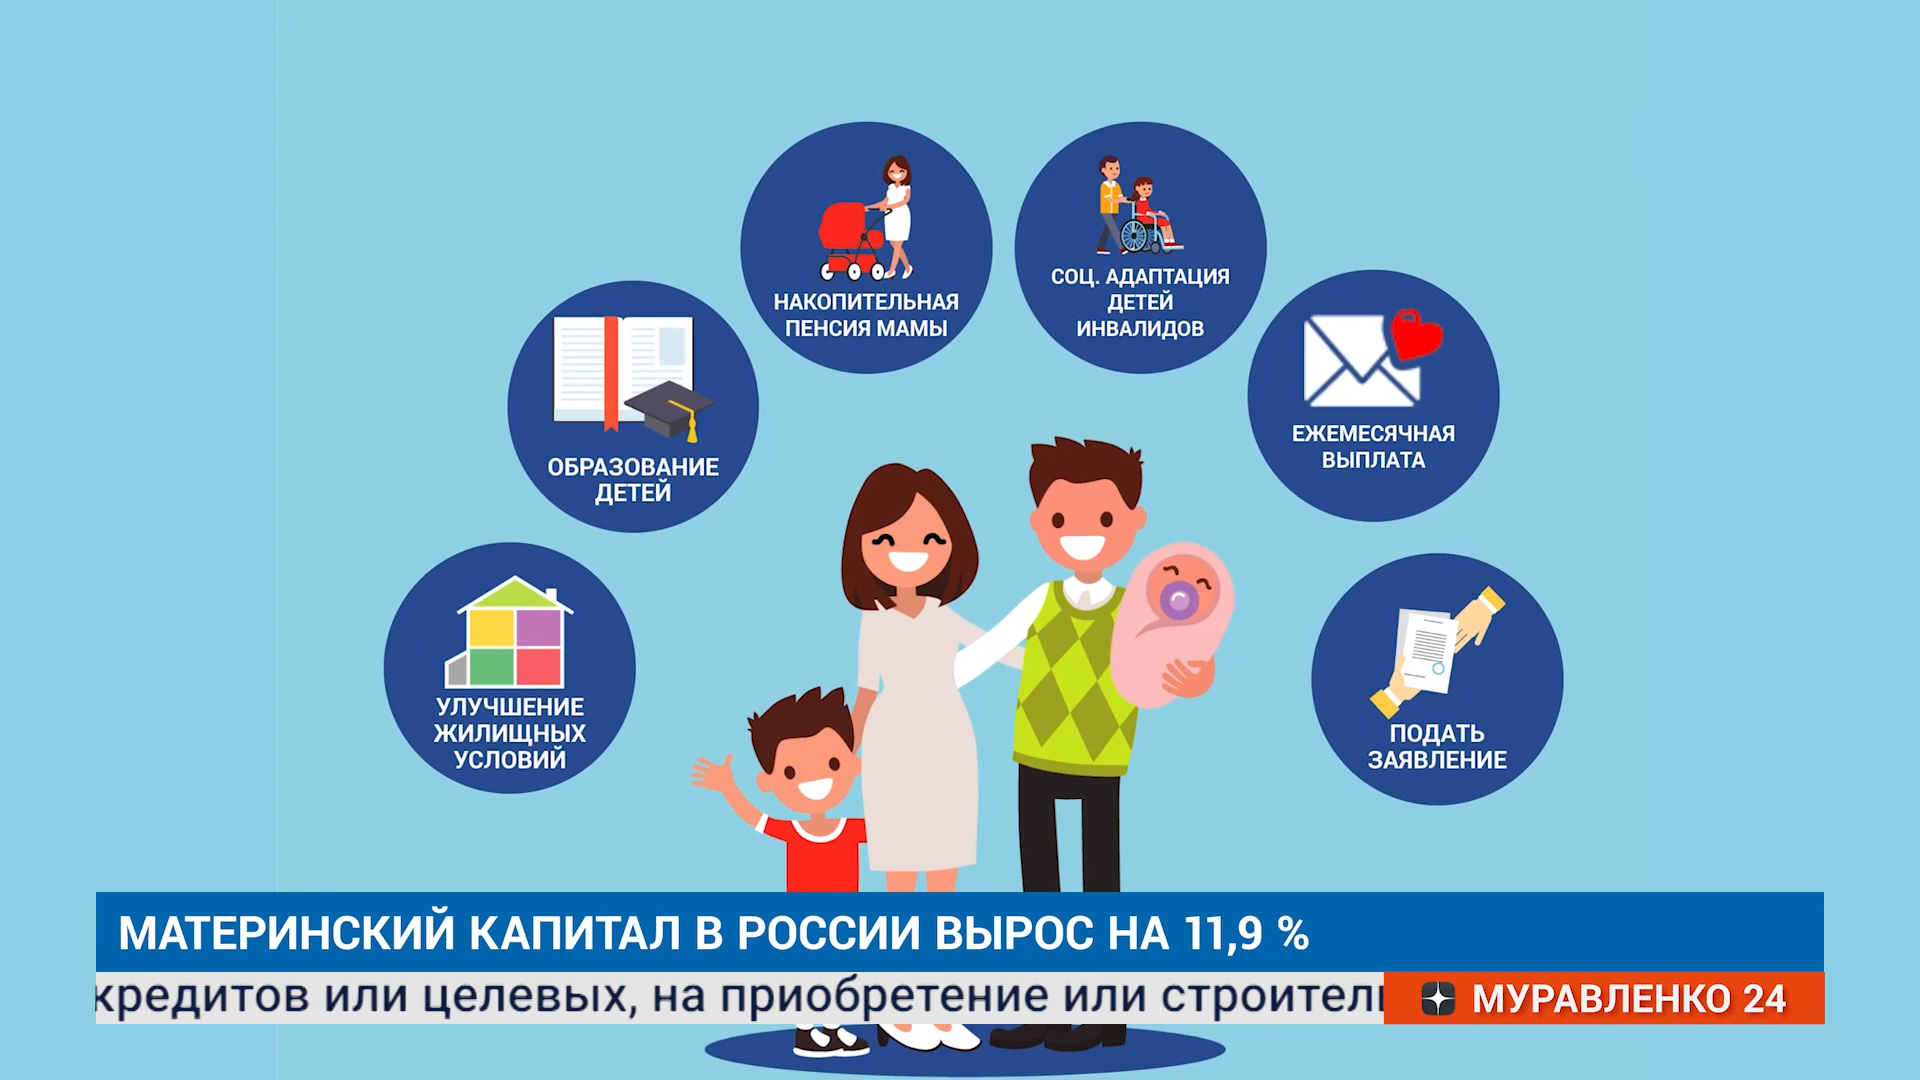 НАКОПИТЕЛЬНАЯ
ПЕНСИЯ МАМЫ
СОЦ. АДАПТАЦИЯ
ДЕТЕЙ
ИНВАЛИДОВ
ОБРАЗОВАНИЕ
ДЕТЕЙ
ЕЖЕМЕСЯЧНАЯ
ВЫПЛАТА
УЛУЧШЕНИЕ
ЖИЛИЩНЫХ
УСЛОВИЙ
ПОДАТЬ
ЗАЯВЛЕНИЕ
МАТЕРИНСКИЙ КАПИТАЛ В РОССИИ ВЫРОС НА 11,9 %
кредитов или целевых, на приобретение или строитель
МУРАВЛЕНКО 24